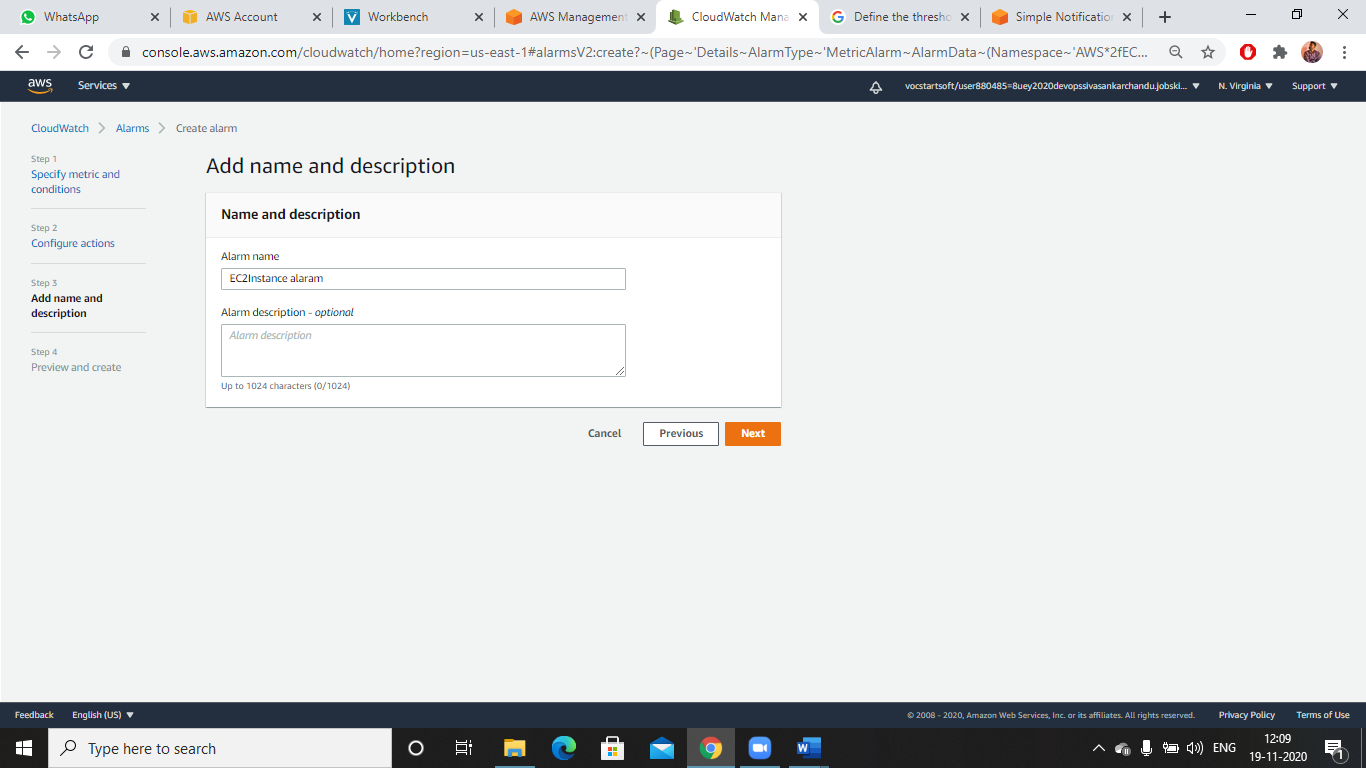 WhatsApp
AWS Account
Workbench
AWS Management
CloudWatch Mana
Define the thresho
Simple Notification
console.aws.amazon.com/cloudwatch/home?region=us-east-1#alarmsV2:create?~(Page~'Details~AlarmType~'MetricAlarm~AlarmData~(Namespace~'AWS*2fEC...
aws
Services
vocstartsoft/user880485=8uey2020devopssivasankarchandu.jobski...
N. Virginia
Support
CloudWatch
Alarms
Create alarm
Step 1
Specify metric and
conditions
Step 2
Configure actions
Step 3
Add name and
description
Step 4
Preview and create
Add name and description
Name and description
Alarm name
EC2Instance alaram
Alarm description - optional
Alarm description
Up to 1024 characters (0/1024)
Cancel
Previous
Next
Feedback
English (US)
© 2008 - 2020, Amazon Web Services, Inc. or its affiliates. All rights reserved.
Privacy Policy
Terms of Use
Type here to search
ENG
12:09
19-11-2020
1